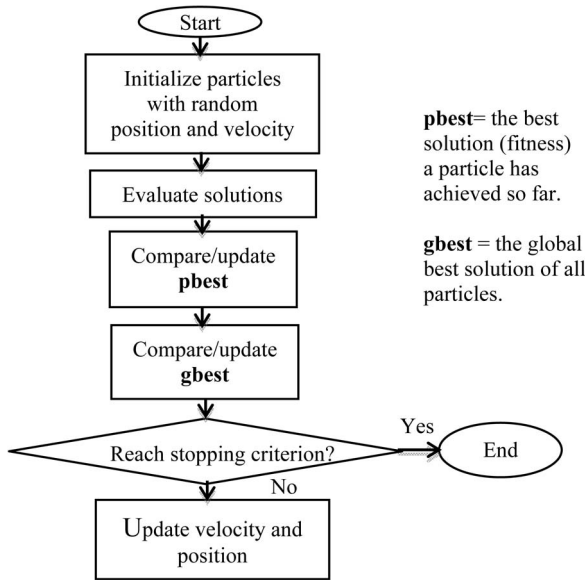 Start
Initialize particles
with random
position and velocity
Evaluate solutions
Compare/update
pbest
Compare/update
gbest
Reach stopping criterion?
Yes
End
No
Update velocity and
position
pbest= the best
solution (fitness)
a particle has
achieved so far.
gbest = the global
best solution of all
particles.